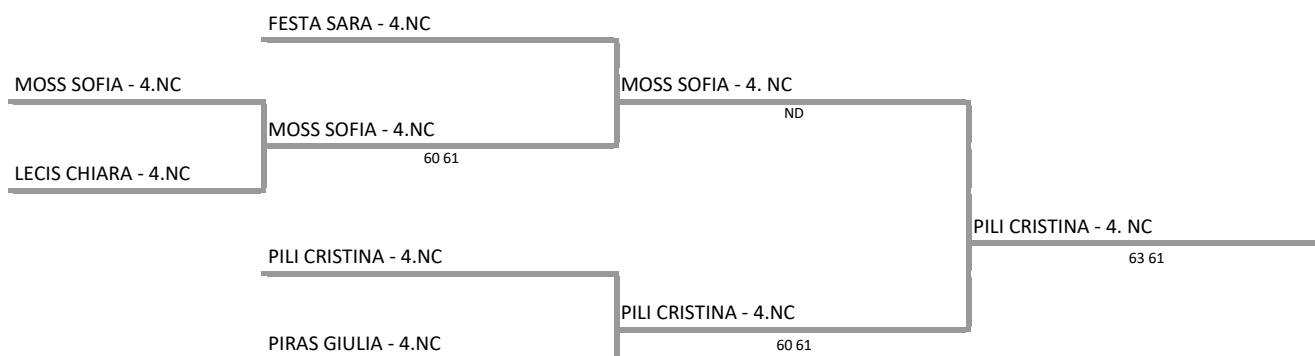 FESTA SARA - 4.NC
MOSS SOFIA - 4.NC
MOSS SOFIA - 4. NC
ND
MOSS SOFIA - 4.NC
60 61
LECIS CHIARA - 4.NC
PILI CRISTINA - 4. NC
63 61
PILI CRISTINA - 4.NC
PILI CRISTINA - 4.NC
60 61
PIRAS GIULIA - 4.NC